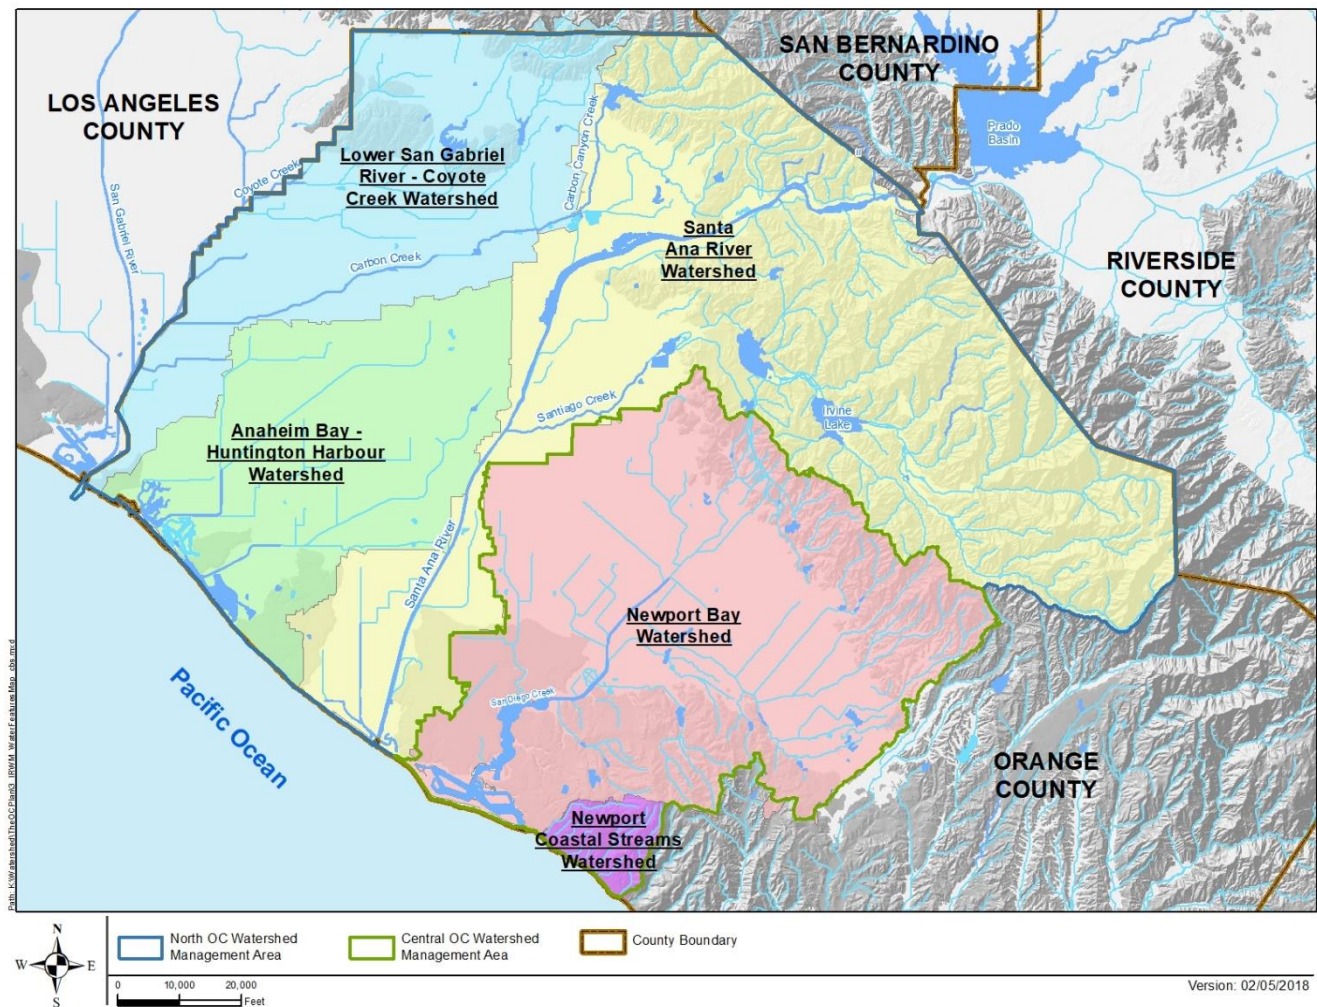 SAN BERNARDINO
COUNTY
LOS ANGELES
COUNTY
Prado
Basin
Lower San Gabriel
River - Coyote
Creek Watershed
Coyote Creek
Carbon Canyon Creek
San Gabriel River
Santa
Ana River
Watershed
Carbon Creek
RIVERSIDE
COUNTY
Santiago Creek
Irvine
Lake
Anaheim Bay -
Huntington Harbour
Watershed
Santa Ana River
Newport Bay
Watershed
San Diego Creek
Pacific Ocean
ORANGE
COUNTY
Newport
Coastal Streams
Watershed
N
W
E
S
North OC Watershed
Management Area
Central OC Watershed
Management Aea
County Boundary
0 10,000 20,000
Feet
Version: 02/05/2018